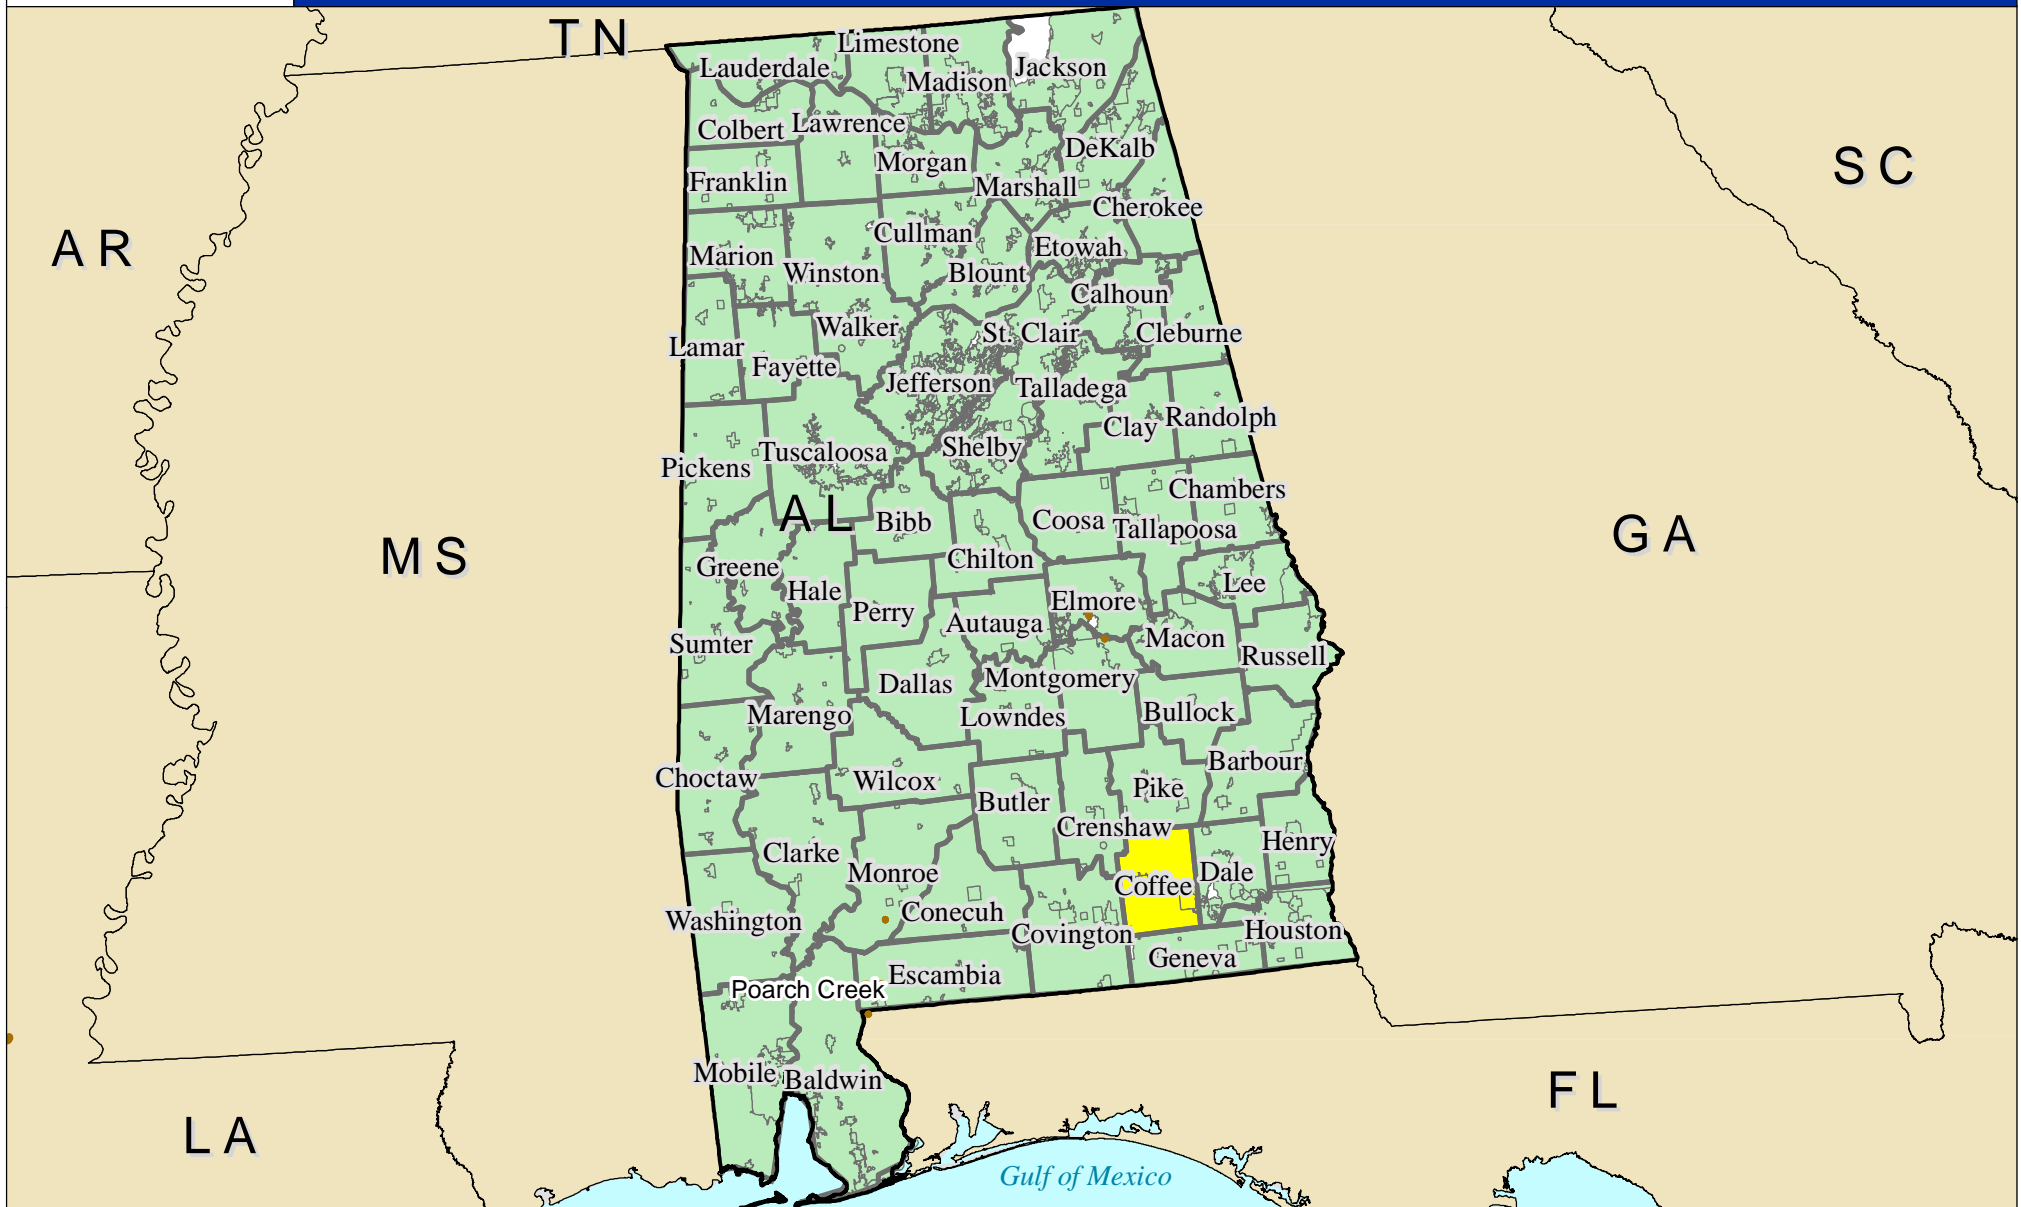 TN
Limestone
Lauderdale
Madison
Jackson
Colbert
Lawrence
DeKalb
Morgan
SC
Franklin
Marshall
Cherokee
Cullman
Etowah
AR
Marion
Winston
Blount
Calhoun
Walker
St. Clair
Cleburne
Lamar
Fayette
Jefferson
Talladega
Randolph
Clay
Shelby
Tuscaloosa
Pickens
Chambers
AL
Bibb
Coosa
Tallapoosa
GA
MS
Chilton
Greene
Lee
Hale
Elmore
Perry
Autauga
Macon
Sumter
Russell
Montgomery
Dallas
Bullock
Marengo
Lowndes
Barbour
Choctaw
Wilcox
Pike
Butler
Crenshaw
Henry
Clarke
Monroe
Dale
Coffee
Conecuh
Washington
Houston
Covington
Geneva
Escambia
Poarch Creek
Mobile
Baldwin
FL
LA
Gulf of Mexico